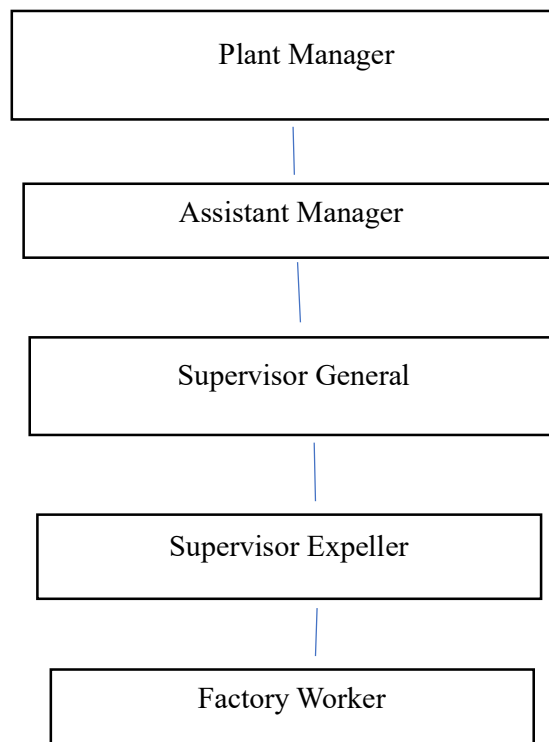 Plant Manager
Assistant Manager
Supervisor General
Supervisor Expeller
Factory Worker